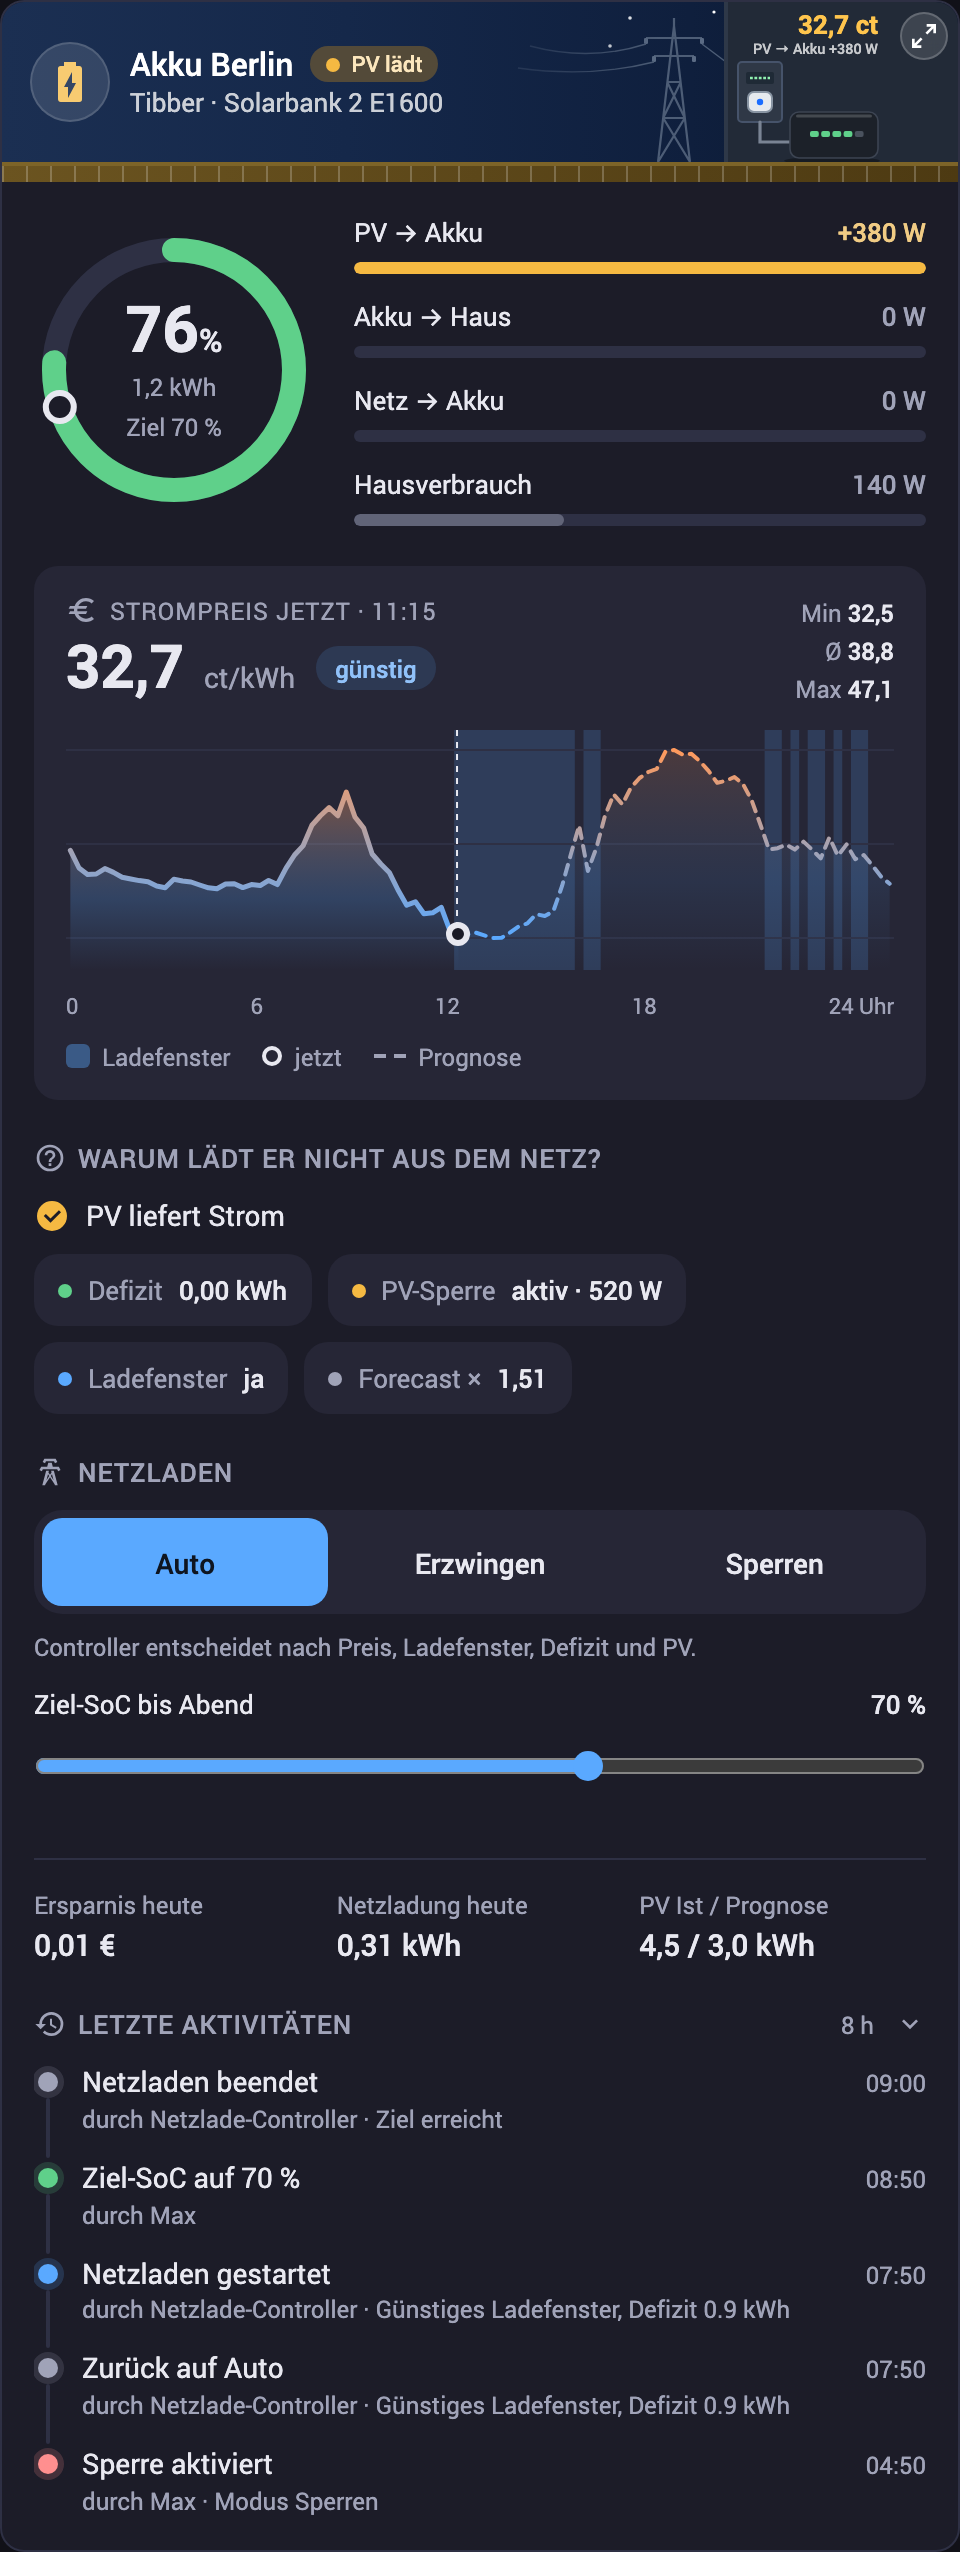 Akku Berlin
PV lädt
Tibber · Solarbank 2 E1600
32,7 ct
PV → Akku +380 W
76%
1,2 kWh
Ziel 70 %
PV → Akku +380 W
Akku → Haus 0 W
Netz → Akku 0 W
Hausverbrauch 140 W
STROMPREIS JETZT · 11:15
32,7 ct/kWh günstig
Min 32,5
Ø 38,8
Max 47,1
0 6 12 18 24 Uhr
Ladefenster jetzt Prognose
WARUM LÄDT ER NICHT AUS DEM NETZ?
PV liefert Strom
Defizit 0,00 kWh PV-Sperre aktiv · 520 W
Ladefenster ja Forecast × 1,51
NETZLADEN
Auto Erzwingen Sperren
Controller entscheidet nach Preis, Ladefenster, Defizit und PV.
Ziel-SoC bis Abend 70 %
Ersparnis heute Netzladung heute PV Ist / Prognose
0,01 € 0,31 kWh 4,5 / 3,0 kWh
LETZTE AKTIVITÄTEN 8 h
Netzladen beendet 09:00
durch Netzlade-Controller · Ziel erreicht
Ziel-SoC auf 70 % 08:50
durch Max
Netzladen gestartet 07:50
durch Netzlade-Controller · Günstiges Ladefenster, Defizit 0.9 kWh
Zurück auf Auto 07:50
durch Netzlade-Controller · Günstiges Ladefenster, Defizit 0.9 kWh
Sperre aktiviert 04:50
durch Max · Modus Sperren